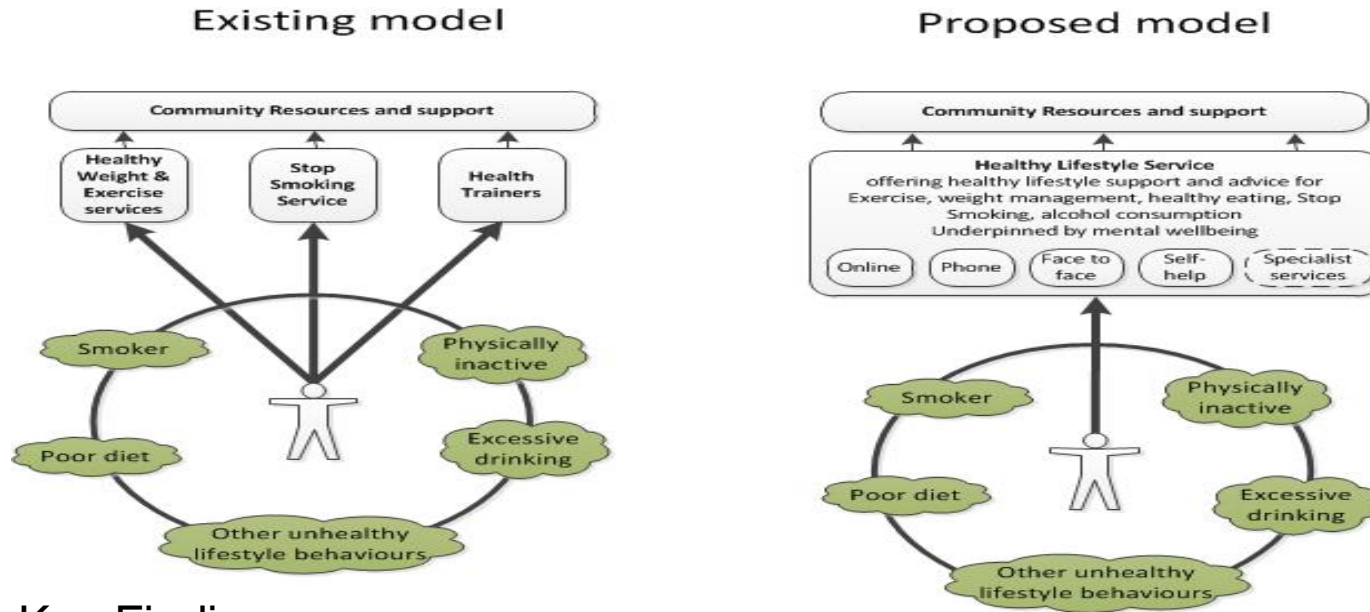 Existing model
Community Resources and support
Healthy
Weight &
Exercise
services
Stop
Smoking
Service
Health
Trainers
Smoker
Physically
inactive
Poor diet
Excessive
drinking
Other unhealthy
lifestyle behaviours
Proposed model
Community Resources and support
Healthy Lifestyle Service
offering healthy lifestyle support and advice for
Exercise, weight management, healthy eating, Stop
Smoking, alcohol consumption
Underpinned by mental wellbeing
Online
Phone
Face to
face
Self-
help
Specialist
services
Smoker
Physically
inactive
Poor diet
Excessive
drinking
Other unhealthy
lifestyle behaviours